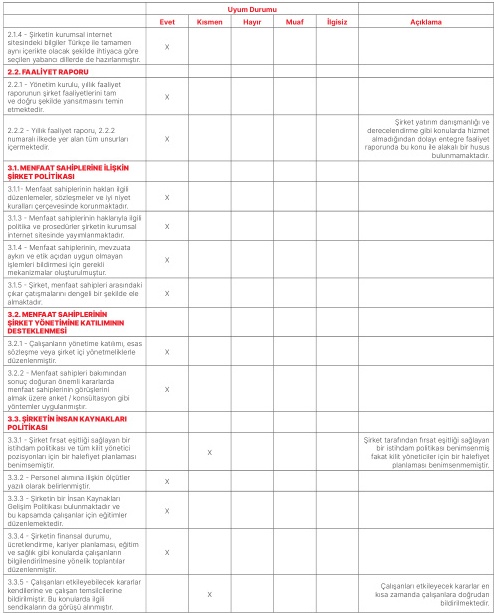 Uyum Durumu
Evet Kısmen Hayır Muaf İlgisiz Açıklama
2.1.4 - Şirketin kurumsal internet
sitesindeki bilgiler Türkçe ile tamamen
aynı içerikte olacak şekilde ihtiyaca göre
seçilen yabancı dillerde de hazırlanmıştır.
X
2.2. FAALİYET RAPORU
2.2.1 - Yönetim kurulu, yıllık faaliyet
raporunun şirket faaliyetlerini tam
ve doğru şekilde yansıtmasını temin
etmektedir.
X
2.2.2 - Yıllık faaliyet raporu, 2.2.2
numaralı ilkede yer alan tüm unsurları
içermektedir.
X
Şirket yatırım danışmanlığı ve
derecelendirme gibi konularda hizmet
almadığından dolayı entegre faaliyet
raporunda bu konu ile alakalı bir husus
bulunmamaktadır.
3.1. MENFAAT SAHİPLERİNE İLİŞKİN
ŞİRKET POLİTİKASI
3.1.1- Menfaat sahiplerinin hakları ilgili
düzenlemeler, sözleşmeler ve iyi niyet
kuralları çerçevesinde korunmaktadır.
X
3.1.3 - Menfaat sahiplerinin haklarıyla ilgili
politika ve prosedürler şirketin kurumsal
internet sitesinde yayımlanmaktadır.
X
3.1.4 - Menfaat sahiplerinin, mevzuata
aykırı ve etik açıdan uygun olmayan
işlemleri bildirmesi için gerekli
mekanizmalar oluşturulmuştur.
X
3.1.5 - Şirket, menfaat sahipleri arasındaki
çıkar çatışmalarını dengeli bir şekilde ele
almaktadır.
X
3.2. MENFAAT SAHİPLERİNİN
ŞİRKET YÖNETİMİNE KATILIMININ
DESTEKLENMESİ
3.2.1 - Çalışanların yönetime katılımı, esas
sözleşme veya şirket içi yönetmeliklerle
düzenlenmiştir.
X
3.2.2 - Menfaat sahipleri bakımından
sonuç doğuran önemli kararlarda
menfaat sahiplerinin görüşlerini
almak üzere anket / konsültasyon gibi
yöntemler uygulanmıştır.
X
3.3. ŞİRKETİN İNSAN KAYNAKLARI
POLİTİKASI
3.3.1 - Şirket fırsat eşitliği sağlayan bir
istihdam politikası ve tüm kilit yönetici
pozisyonları için bir halefiyet planlaması
benimsemiştir.
X
Şirket tarafından fırsat eşitliği sağlayan
bir istihdam politikası benimsenmiş
fakat kilit yöneticiler için bir halefiyet
planlaması benimsenmemiştir.
3.3.2 - Personel alımına ilişkin ölçütler
yazılı olarak belirlenmiştir.
X
3.3.3 - Şirketin bir İnsan Kaynakları
Gelişim Politikası bulunmaktadır ve
bu kapsamda çalışanlar için eğitimler
düzenlemektedir.
X
3.3.4 - Şirketin finansal durumu,
ücretlendirme, kariyer planlaması, eğitim
ve sağlık gibi konularda çalışanların
bilgilendirilmesine yönelik toplantılar
düzenlenmiştir.
X
3.3.5 - Çalışanları etkileyebilecek kararlar
kendilerine ve çalışan temsilcilerine
bildirilmiştir. Bu konularda ilgili
sendikaların da görüşü alınmıştır.
X
Çalışanları etkileyecek kararlar en
kısa zamanda çalışanlara doğrudan
bildirilmektedir.